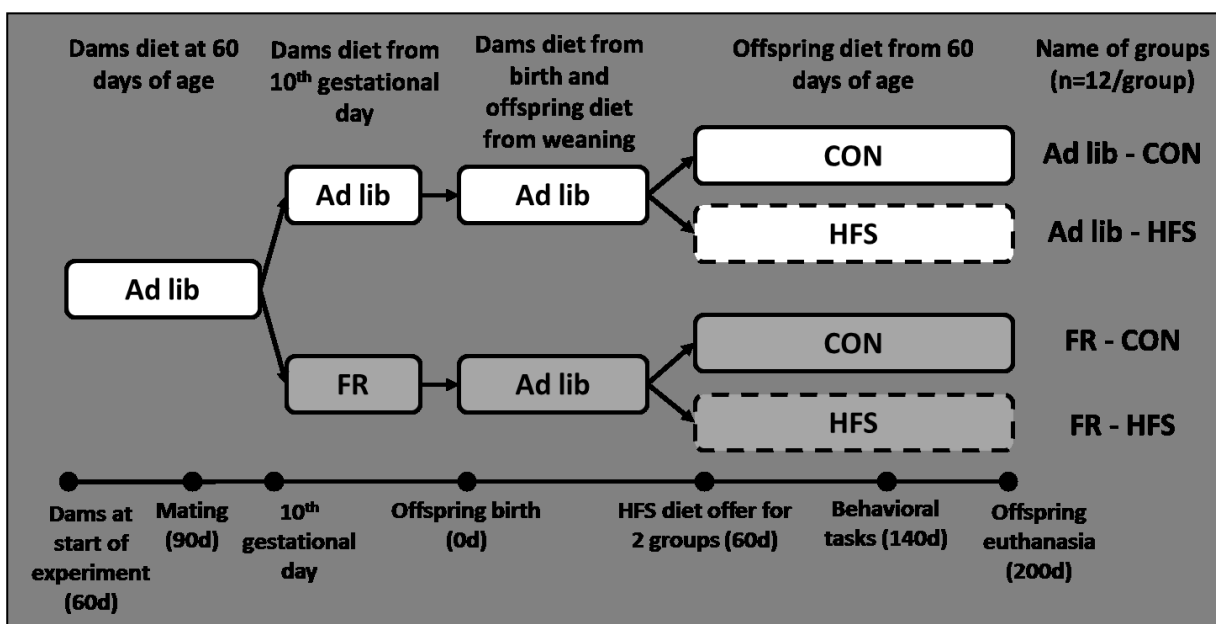 Dams diet at 60
days of age
Dams diet from
10th gestational
day
Dams diet from
birth and
offspring diet
from weaning
Offspring diet from 60
days of age
Name of groups
(n=12/group)
Ad lib
Ad lib
Ad lib
CON
Ad lib - CON
HFS
Ad lib - HFS
FR
Ad lib
CON
FR - CON
HFS
FR - HFS
Dams at
start of
experiment
(60d)
Mating
(90d)
10th
gestational
day
Offspring birth
(0d)
HFS diet offer for
2 groups (60d)
Behavioral
tasks (140d)
Offspring
euthanasia
(200d)